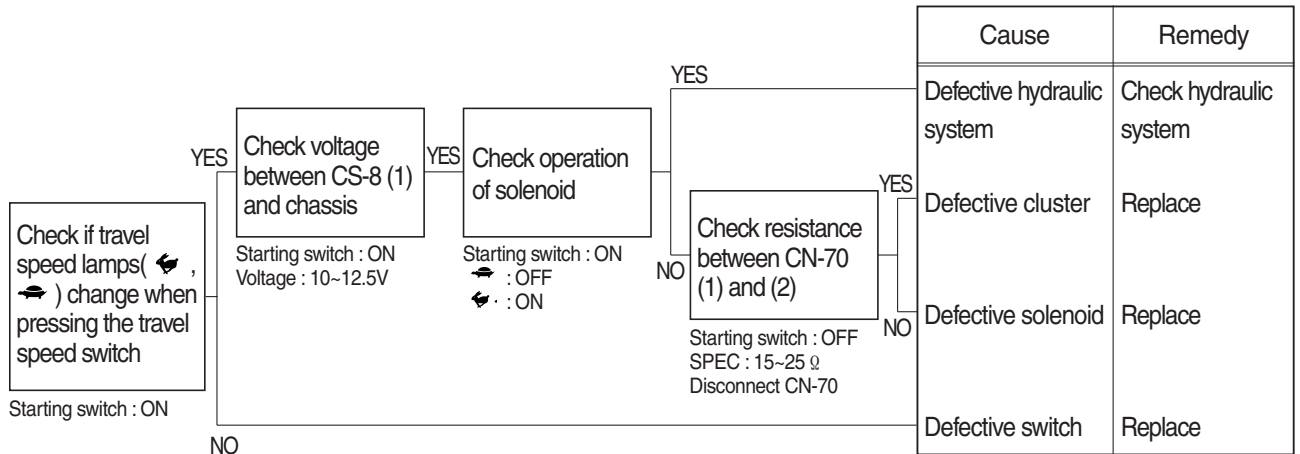 Cause
Remedy
YES
Defective hydraulic
system
Check hydraulic
system
YES
Check voltage
between CS-8 (1)
and chassis
Starting switch : ON
Voltage : 10~12.5V
YES
Check operation
of solenoid
Starting switch : ON
: OFF
: ON
NO
Check resistance
between CN-70
(1) and (2)
Starting switch : OFF
SPEC : 15~25 Ω
Disconnect CN-70
YES
Defective cluster
Replace
NO
Defective solenoid
Replace
Check if travel
speed lamps( ,
) change when
pressing the travel
speed switch
Starting switch : ON
NO
Defective switch
Replace